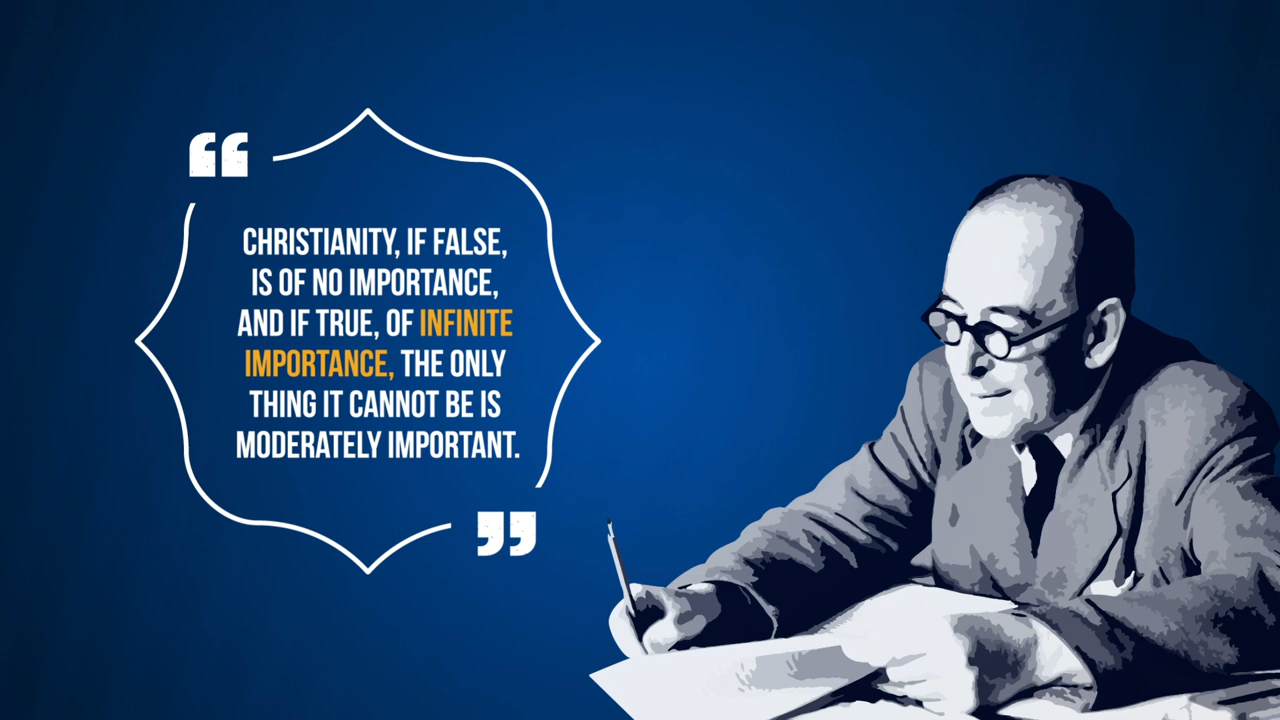 “
CHRISTIANITY, IF FALSE,
IS OF NO IMPORTANCE,
AND IF TRUE, OF INFINITE
IMPORTANCE, THE ONLY
THING IT CANNOT BE IS
MODERATELY IMPORTANT.
”